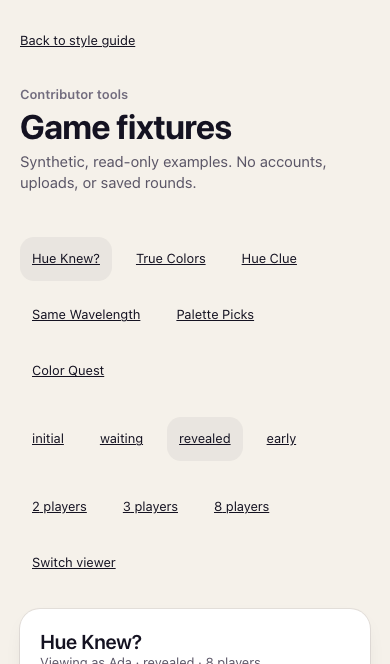 Back to style guide
Contributor tools
Game fixtures
Synthetic, read-only examples. No accounts,
uploads, or saved rounds.
Hue Knew? True Colors Hue Clue
Same Wavelength Palette Picks
Color Quest
initial waiting revealed early
2 players 3 players 8 players
Switch viewer
Hue Knew?
Viewing as Ada · revealed · 8 players